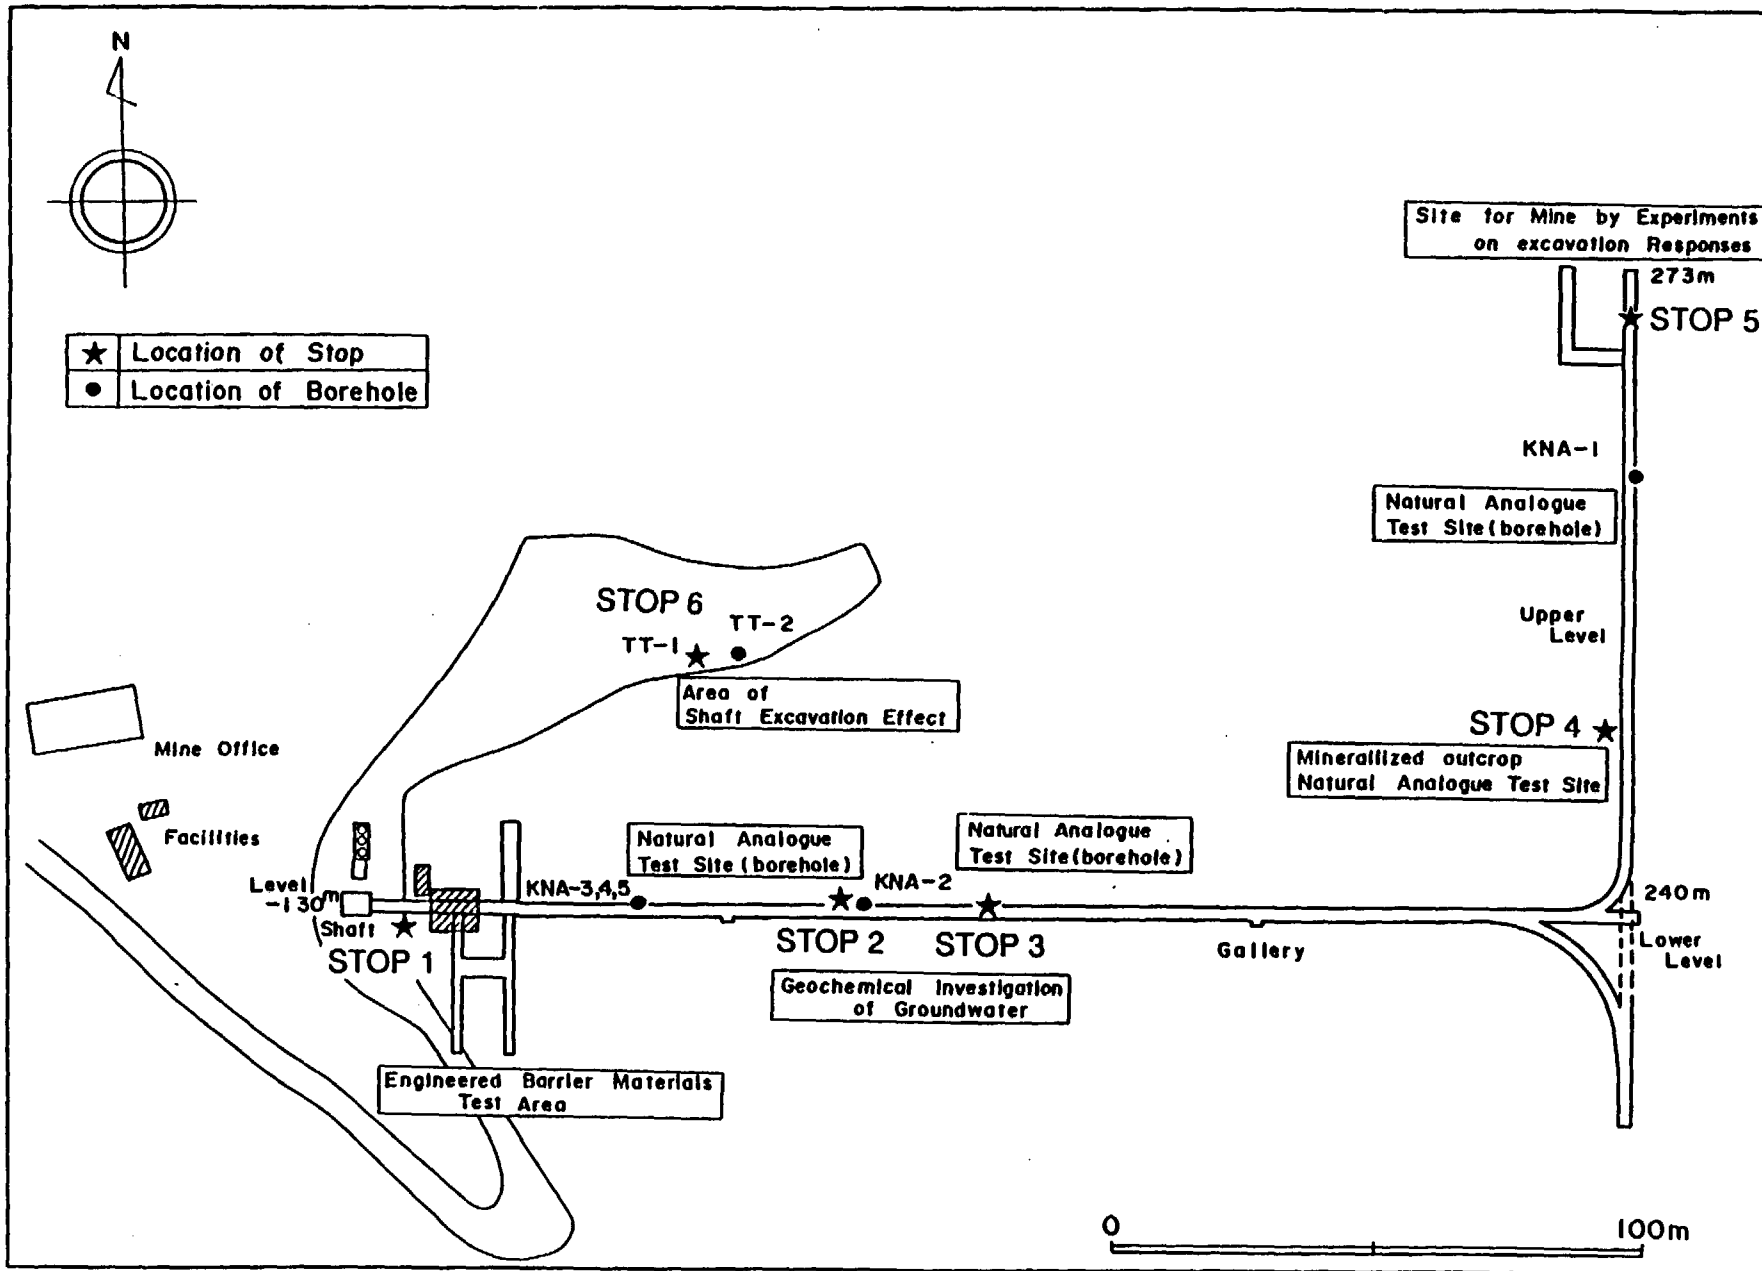 N
Site for Mine by Experiments
on excavation Responses
273m
STOP 5
★ Location of Stop
● Location of Borehole
KNA-1
Natural Analogue
Test Site (borehole)
STOP 6
TT-2
TT-1
Upper
Level
Area of
Shaft Excavation Effect
STOP 4
Minerallized outcrop
Natural Analogue Test Site
Mine Office
Facilities
Natural Analogue
Test Site (borehole)
Natural Analogue
Test Site (borehole)
Level
-130m
KNA-3,4,5
KNA-2
240m
Shaft
STOP 1
STOP 2
STOP 3
Gallery
Lower
Level
Geochemical Investigation
of Groundwater
Engineered Barrier Materials
Test Area
0
100m